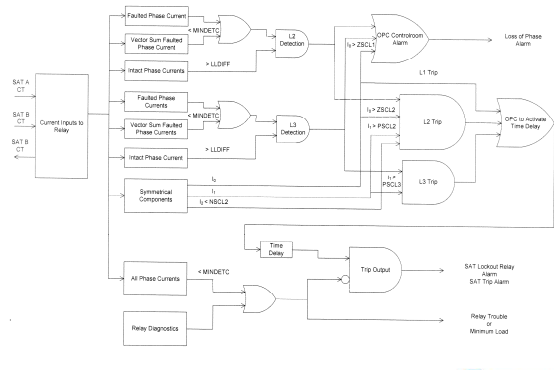 Faulted Phase Current
< MINDETC
Vector Sum Faulted
Phase Current
Intact Phase Currents
> LLDIFF
L2
Detection
I0 > ZSCL1
OPC Controlroom
Alarm
Loss of Phase
Alarm
SAT A
CT
SAT B
CT
SAT B
CT
Current Inputs to
Relay
Faulted Phase
Currents
< MINDETC
Vector Sum Faulted
Phase Currents
Intact Phase Current
> LLDIFF
L3
Detection
L1 Trip
I0 > ZSCL2
I1 > PSCL2
L2 Trip
OPC to Activate
Time Delay
Symmetrical
Components
I0
I1
I2 < NSCL2
I1 >
PSCL3
L3 Trip
Time
Delay
All Phase Currents
< MINDETC
Trip Output
SAT Lockout Relay
Alarm
SAT Trip Alarm
Relay Diagnostics
Relay Trouble
or
Minimum Load